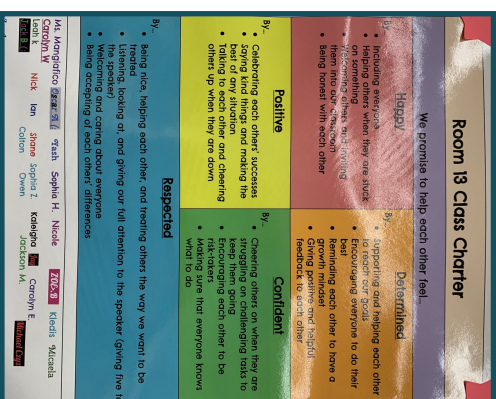 Room 13 Class Charter
We promise to help each other feel...
Happy
By...
Including everyone
Helping others when they are stuck
on something
Welcoming others and inviting
them into our classroom
Being honest with each other
Determined
By...
Supporting and helping each other
to reach our goals
Encouraging everyone to do their
best
Reminding each other to have a
growth mindset
Giving positive and helpful
feedback to each other
Positive
By...
Celebrating each others' successes
Saying kind things and making the
best of any situation
Talking to each other and cheering
others up when they are down
Confident
By...
Cheering others on when they are
struggling on challenging tasks to
keep them going
Encouraging each other to be
risk-takers
Making sure that everyone knows
what to do
Respected
By...
Being nice, helping each other, and treating others the way we want to be
treated
Listening, looking at, and giving our full attention to the speaker (giving five to
the speaker)
Welcoming and caring about everyone
Being accepting of each others' differences
Ms. Mangiafico Tash Sophia H. Nicole Zoe B Kledis Micaela
Carolyn W
Leah K Nick Ian Shane Sophia Z. Kaleigha Carolyn E.
Colton Owen Jackson M.